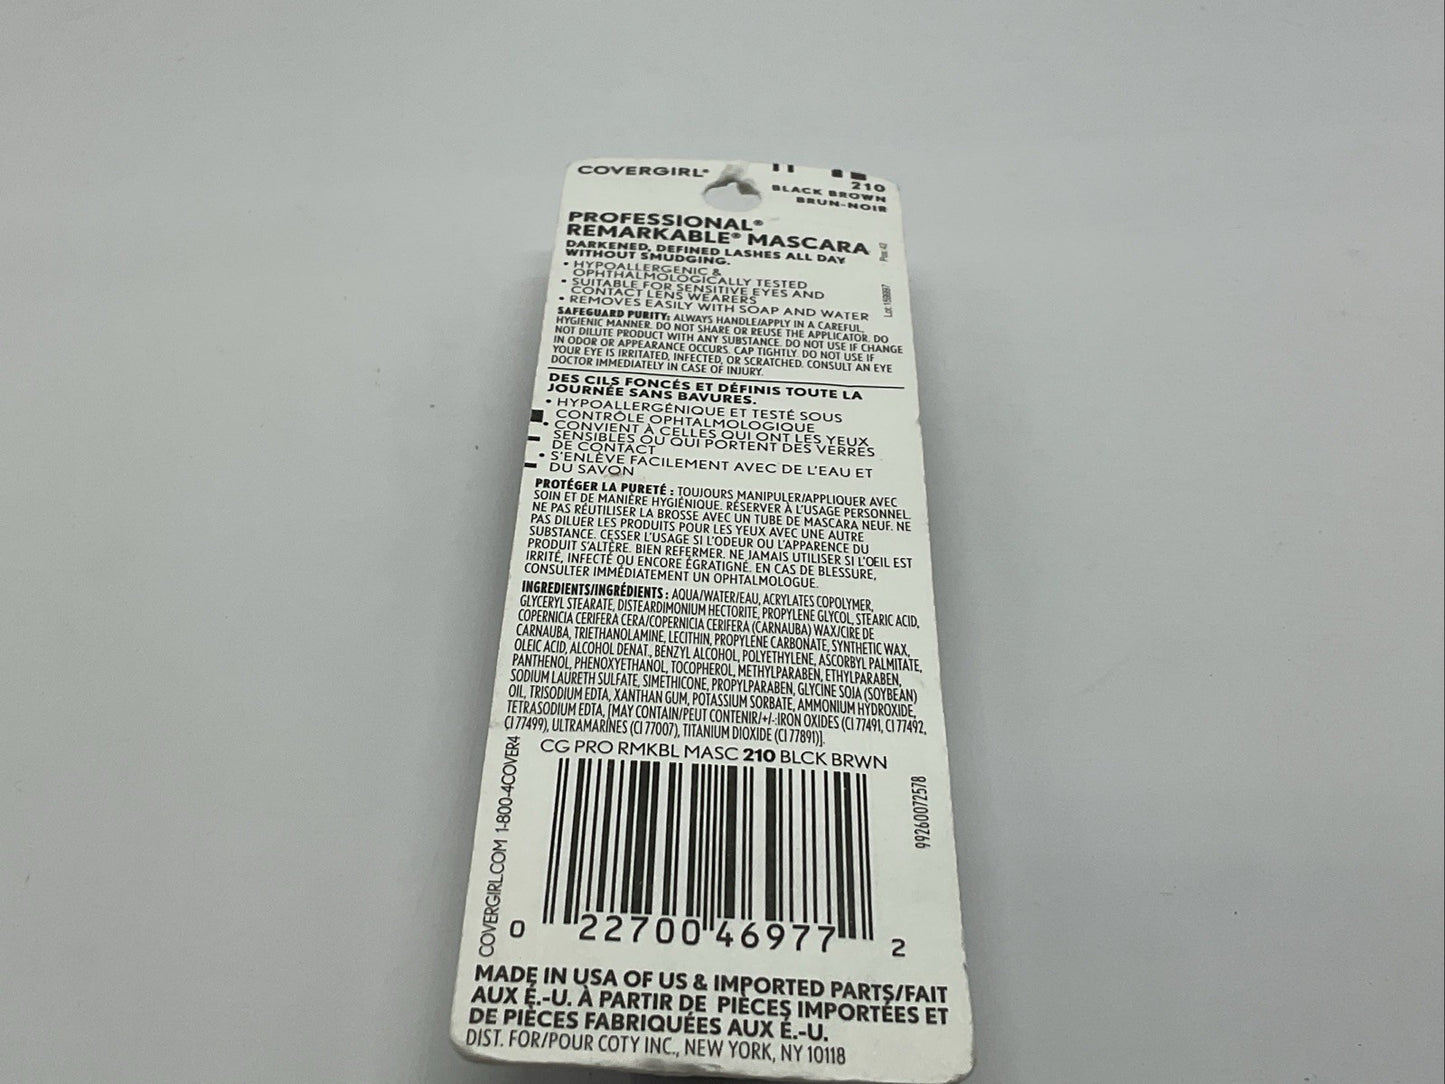 COVERGIRL®
210
BLACK BROWN
BRUN-NOIR
PROFESSIONAL®
REMARKABLE® MASCARA
DARKENED, DEFINED LASHES ALL DAY
WITHOUT SMUDGING.
• HYPOALLERGENIC &
OPHTHALMOLOGICALLY TESTED
• SUITABLE FOR SENSITIVE EYES AND
CONTACT LENS WEARERS
• REMOVES EASILY WITH SOAP AND WATER
SAFEGUARD PURITY: ALWAYS HANDLE/APPLY IN A CAREFUL,
HYGIENIC MANNER. DO NOT SHARE OR REUSE THE APPLICATOR. DO
NOT DILUTE PRODUCT WITH ANY SUBSTANCE. DO NOT USE IF CHANGE
IN ODOR OR APPEARANCE OCCURS. CAP TIGHTLY. DO NOT USE IF
YOUR EYE IS IRRITATED, INFECTED, OR SCRATCHED. CONSULT AN EYE
DOCTOR IMMEDIATELY IN CASE OF INJURY.
Pos: 42
Lot: 158697
DES CILS FONCÉS ET DÉFINIS TOUTE LA
JOURNÉE SANS BAVURES.
• HYPOALLERGÉNIQUE ET TESTÉ SOUS
CONTRÔLE OPHTALMOLOGIQUE
• CONVIENT À CELLES QUI ONT LES YEUX
SENSIBLES OU QUI PORTENT DES VERRES
DE CONTACT
• S'ENLÈVE FACILEMENT AVEC DE L'EAU ET
DU SAVON
PROTÉGER LA PURETÉ : TOUJOURS MANIPULER/APPLIQUER AVEC
SOIN ET DE MANIÈRE HYGIÉNIQUE. RÉSERVER À L'USAGE PERSONNEL.
NE PAS RÉUTILISER LA BROSSE AVEC UN TUBE DE MASCARA NEUF. NE
PAS DILUER LES PRODUITS POUR LES YEUX AVEC UNE AUTRE
SUBSTANCE. CESSER L'USAGE SI L'ODEUR OU L'APPARENCE DU
PRODUIT S'ALTÈRE. BIEN REFERMER. NE JAMAIS UTILISER SI L'ŒIL EST
IRRITÉ, INFECTÉ OU ENCORE ÉGRATIGNÉ. EN CAS DE BLESSURE,
CONSULTER IMMÉDIATEMENT UN OPHTALMOLOGUE.
INGREDIENTS/INGRÉDIENTS : AQUA/WATER/EAU, ACRYLATES COPOLYMER,
GLYCERYL STEARATE, DISTEARDIMONIUM HECTORITE, PROPYLENE GLYCOL, STEARIC ACID,
COPERNICIA CERIFERA CERA/COPERNICIA CERIFERA (CARNAUBA) WAX/CIRE DE
CARNAUBA, TRIETHANOLAMINE, LECITHIN, PROPYLENE CARBONATE, SYNTHETIC WAX,
OLEIC ACID, ALCOHOL DENAT., BENZYL ALCOHOL, POLYETHYLENE, ASCORBYL PALMITATE,
PANTHENOL, PHENOXYETHANOL, TOCOPHEROL, METHYLPARABEN, ETHYLPARABEN,
SODIUM LAURETH SULFATE, SIMETHICONE, PROPYLPARABEN, GLYCINE SOJA (SOYBEAN)
OIL, TRISODIUM EDTA, XANTHAN GUM, POTASSIUM SORBATE, AMMONIUM HYDROXIDE,
TETRASODIUM EDTA, [MAY CONTAIN/PEUT CONTENIR/+/-:IRON OXIDES (CI 77491, CI 77492,
CI 77499), ULTRAMARINES (CI 77007), TITANIUM DIOXIDE (CI 77891)].
CG PRO RMKBL MASC 210 BLCK BRWN
COVERGIRL.COM 1-800-4COVER4
99260072578
0 22700 46977 2
MADE IN USA OF US & IMPORTED PARTS/FAIT
AUX É.-U. À PARTIR DE PIÈCES IMPORTÉES ET
DE PIÈCES FABRIQUÉES AUX É.-U.
DIST. FOR/POUR COTY INC., NEW YORK, NY 10118